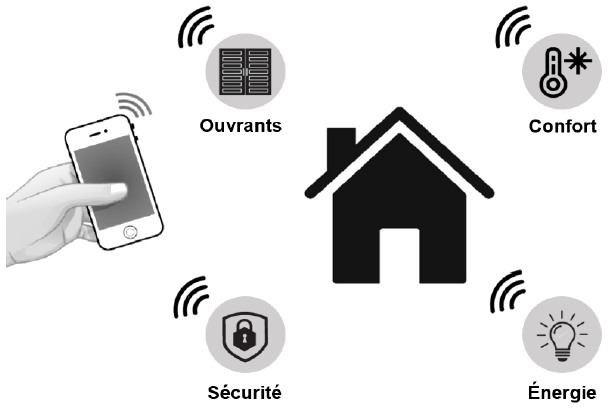 Ouvrants
Confort
Sécurité
Énergie